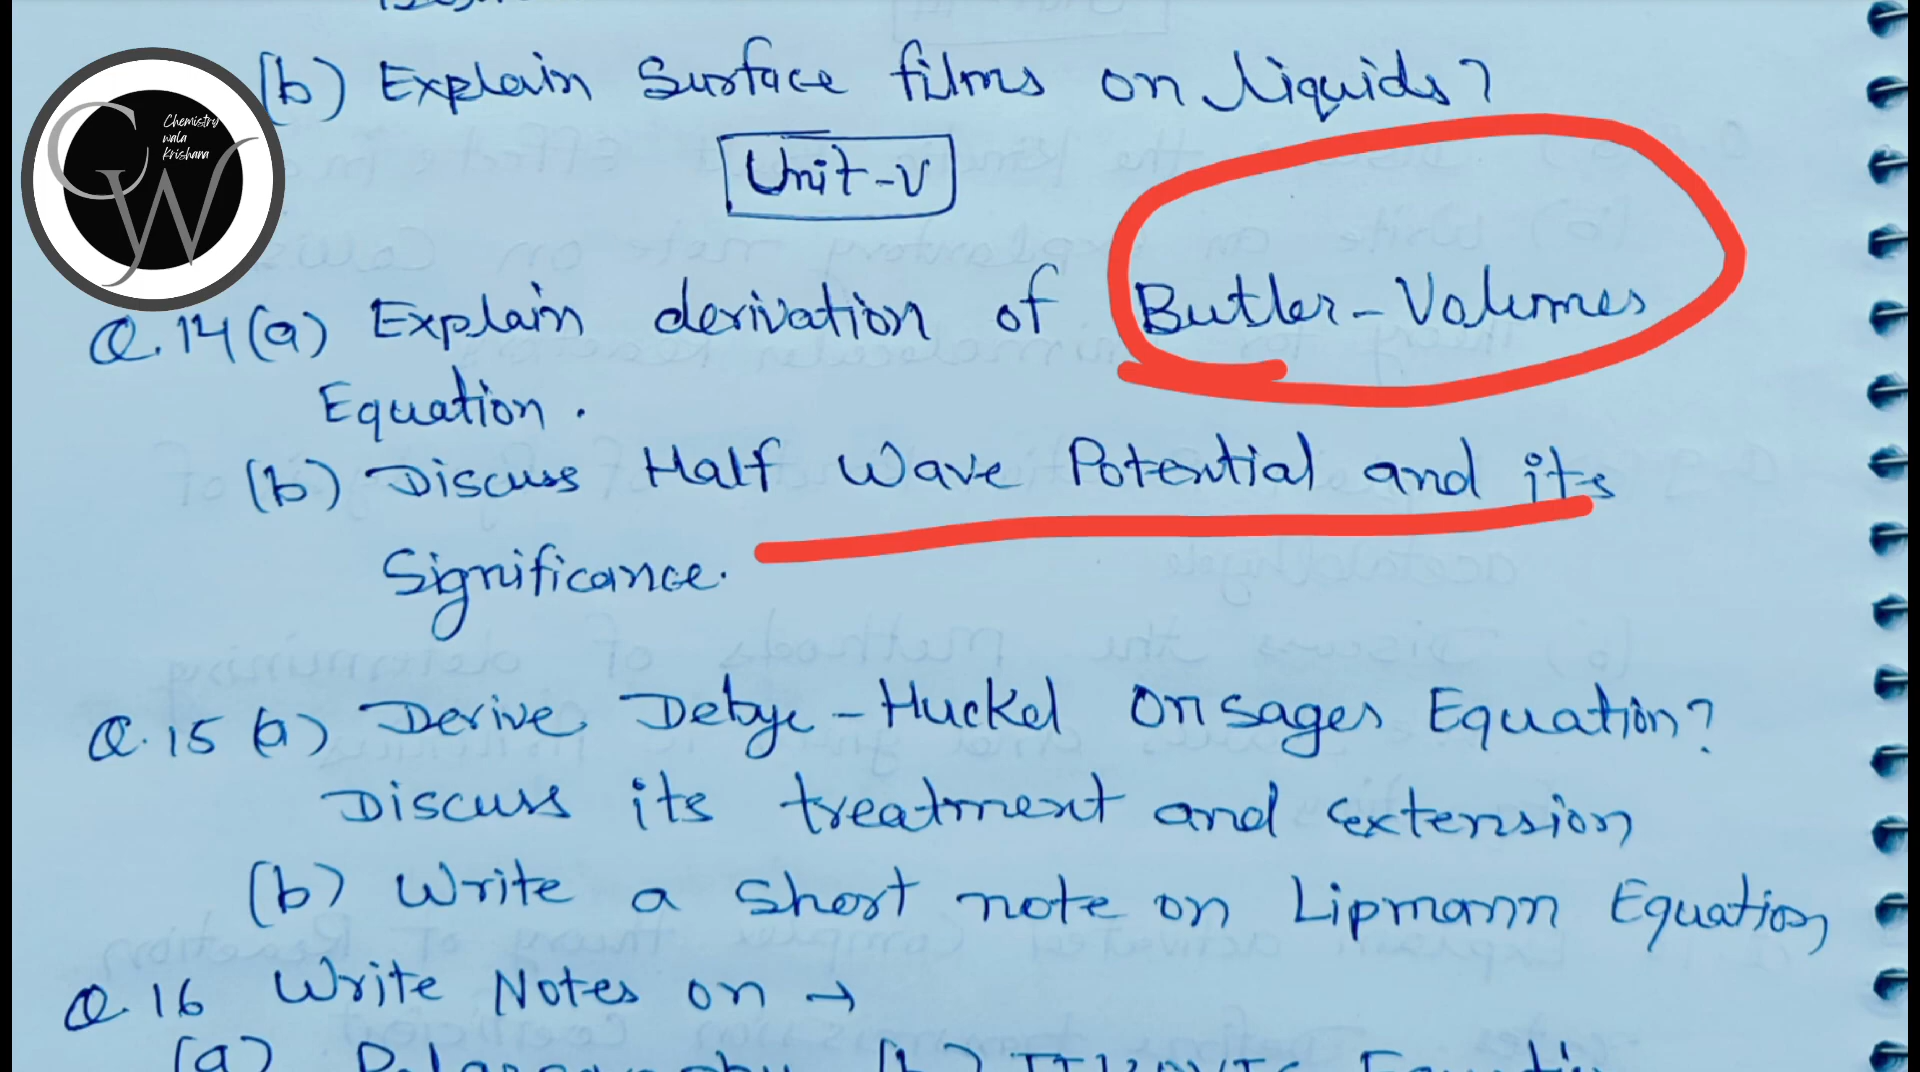 (b) Explain Surface films on Liquids?
Chemistry
wala
Krishana
CW
Unit-V
Q.14 (a) Explain derivation of Butler-Volumes
Equation.
(b) Discuss Half Wave Potential and its
Significance.
Q.15 (a) Derive Debye-Huckel Onsager Equation?
Discuss its treatment and extension
(b) Write a short note on Lipmann Equation
Q.16 Write Notes on →
(a) (b)